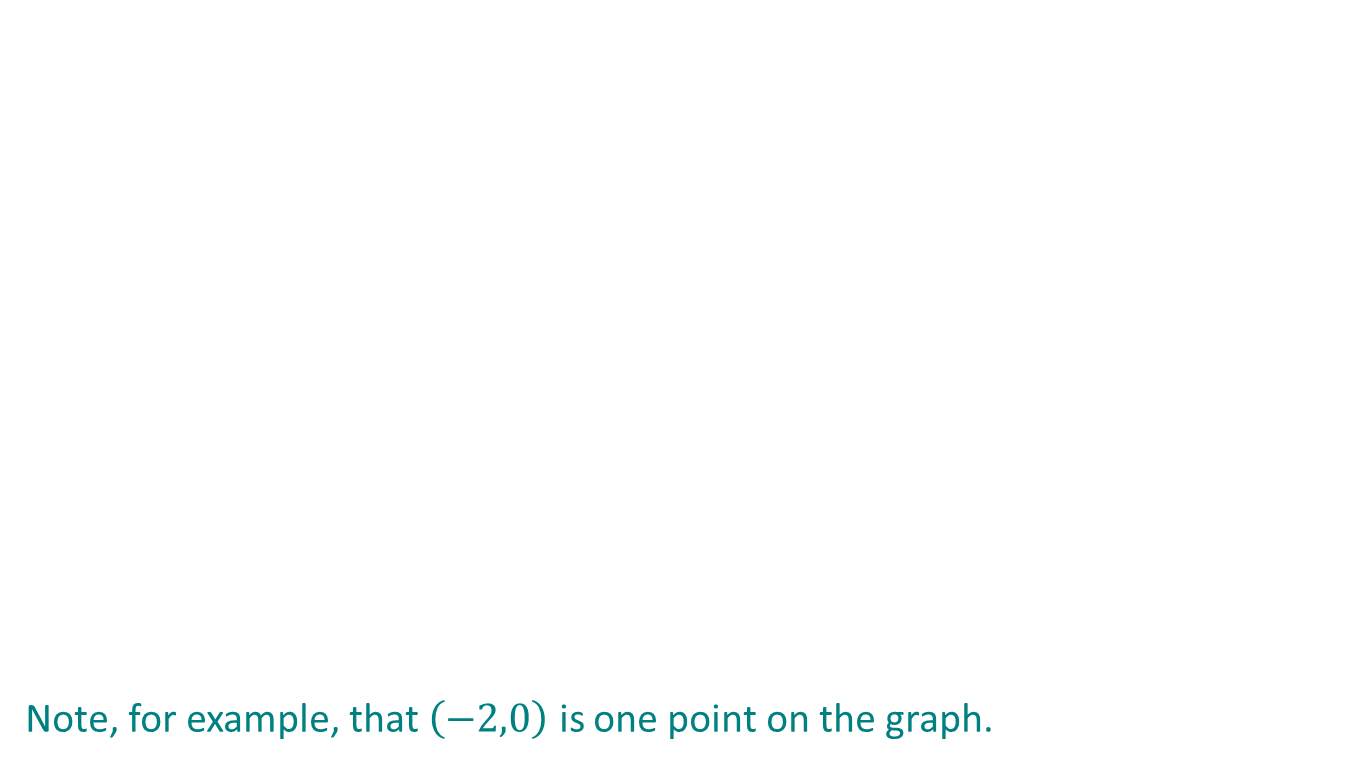 Note, for example, that (−2,0) is one point on the graph.